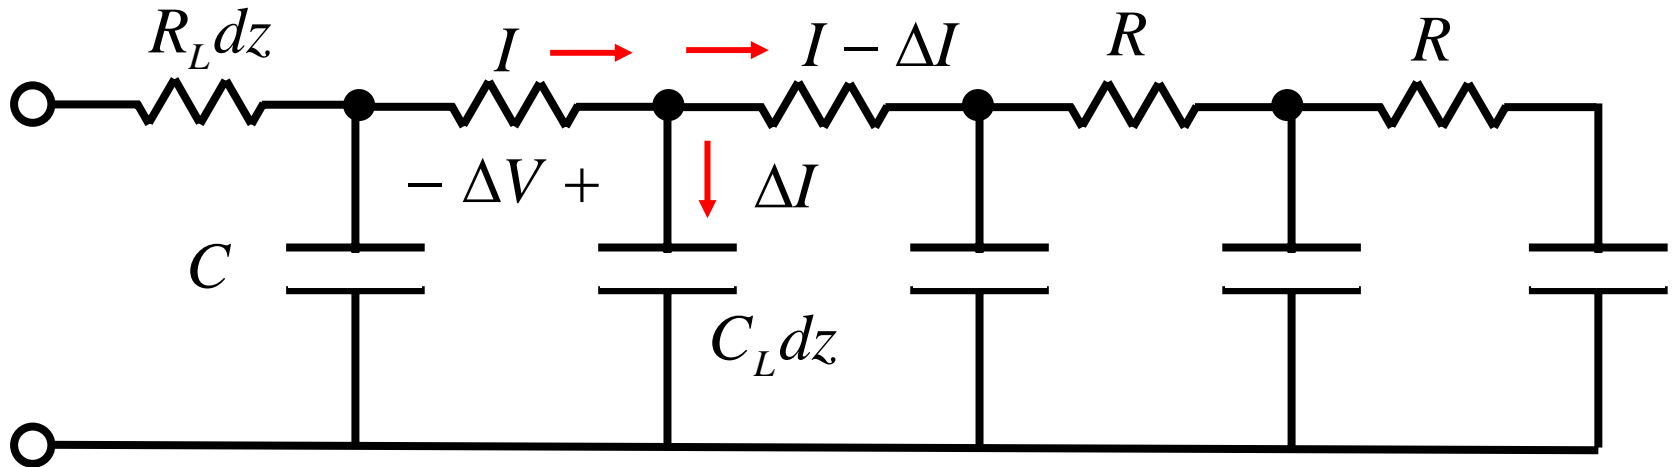 R_L dz
I
I − ΔI
R
R
− ΔV +
ΔI
C
C_L dz